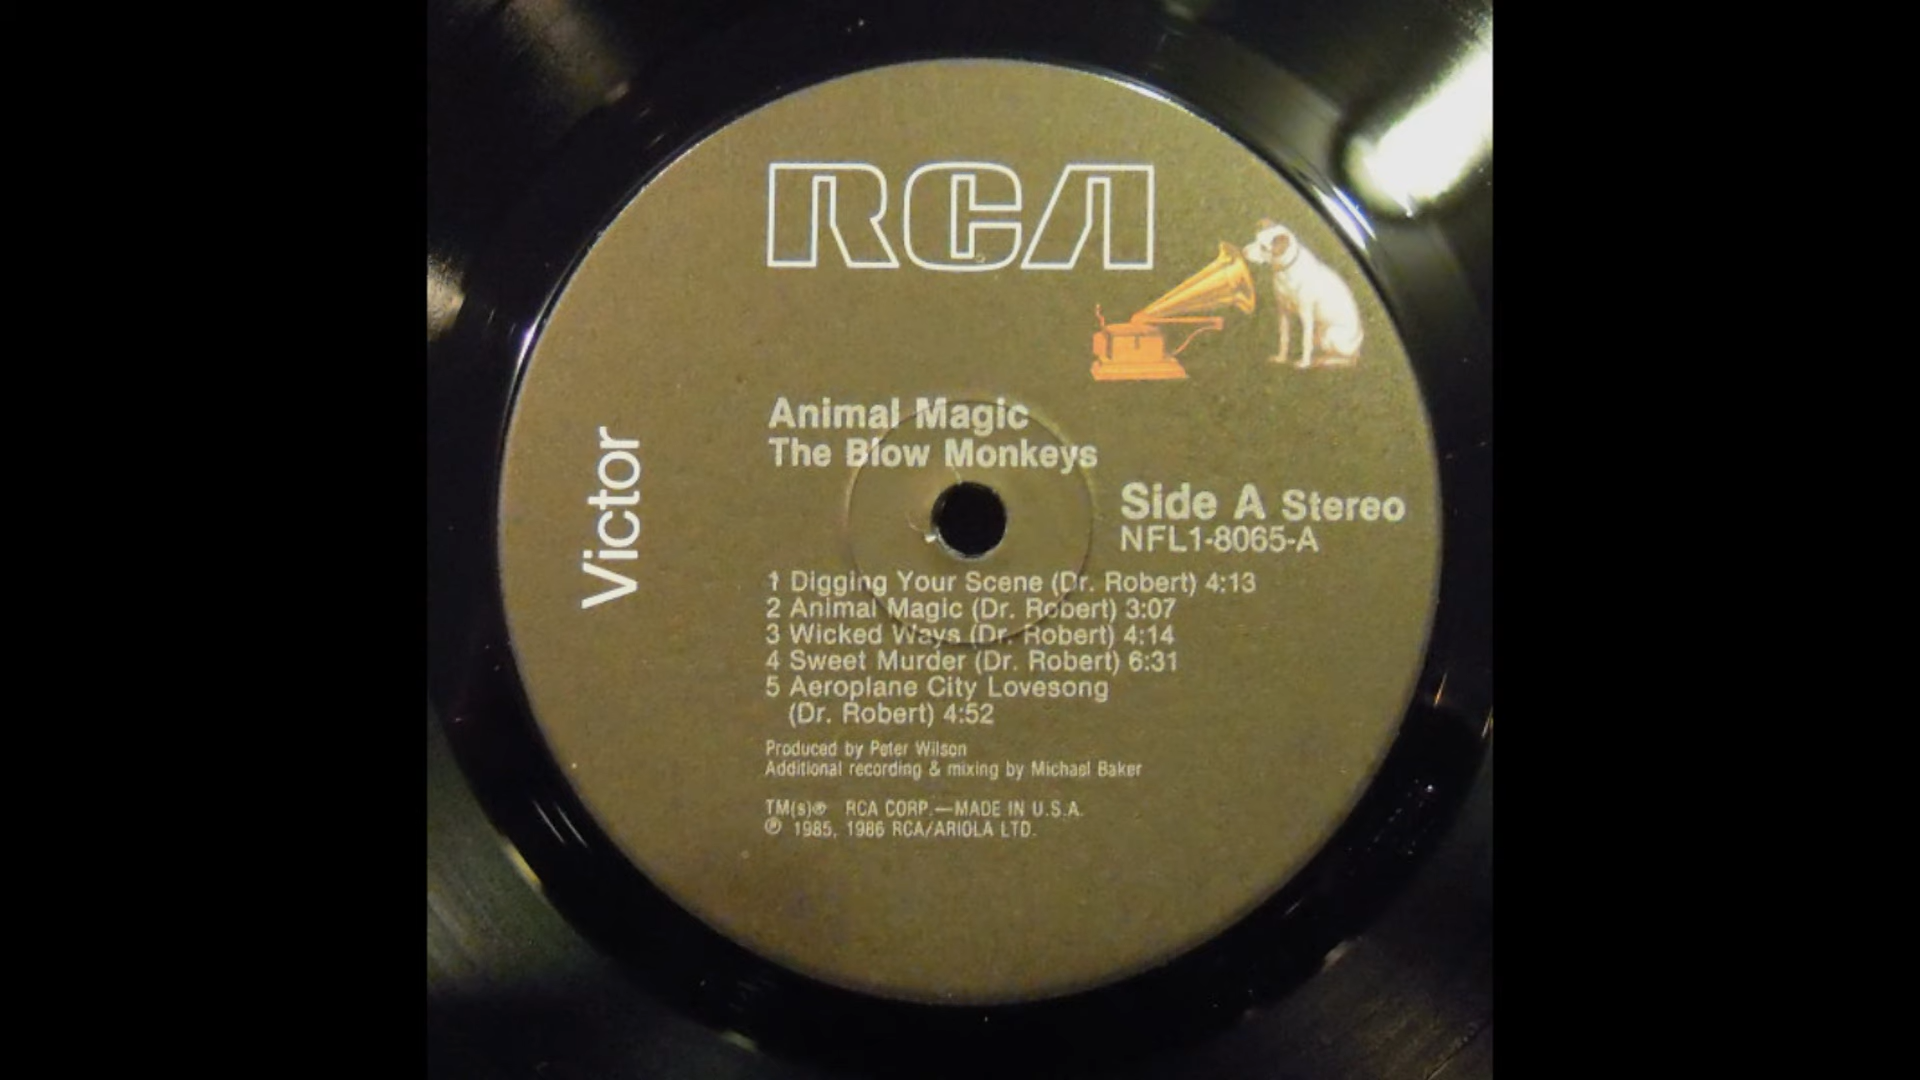 RCA
Victor
Animal Magic
The Blow Monkeys
Side A Stereo
NFL1-8065-A
1 Digging Your Scene (Dr. Robert) 4:13
2 Animal Magic (Dr. Robert) 3:07
3 Wicked Ways (Dr. Robert) 4:14
4 Sweet Murder (Dr. Robert) 6:31
5 Aeroplane City Lovesong
(Dr. Robert) 4:52
Produced by Peter Wilson
Additional recording & mixing by Michael Baker
TM(s)® RCA CORP.—MADE IN U.S.A.
℗ 1985, 1986 RCA/ARIOLA LTD.